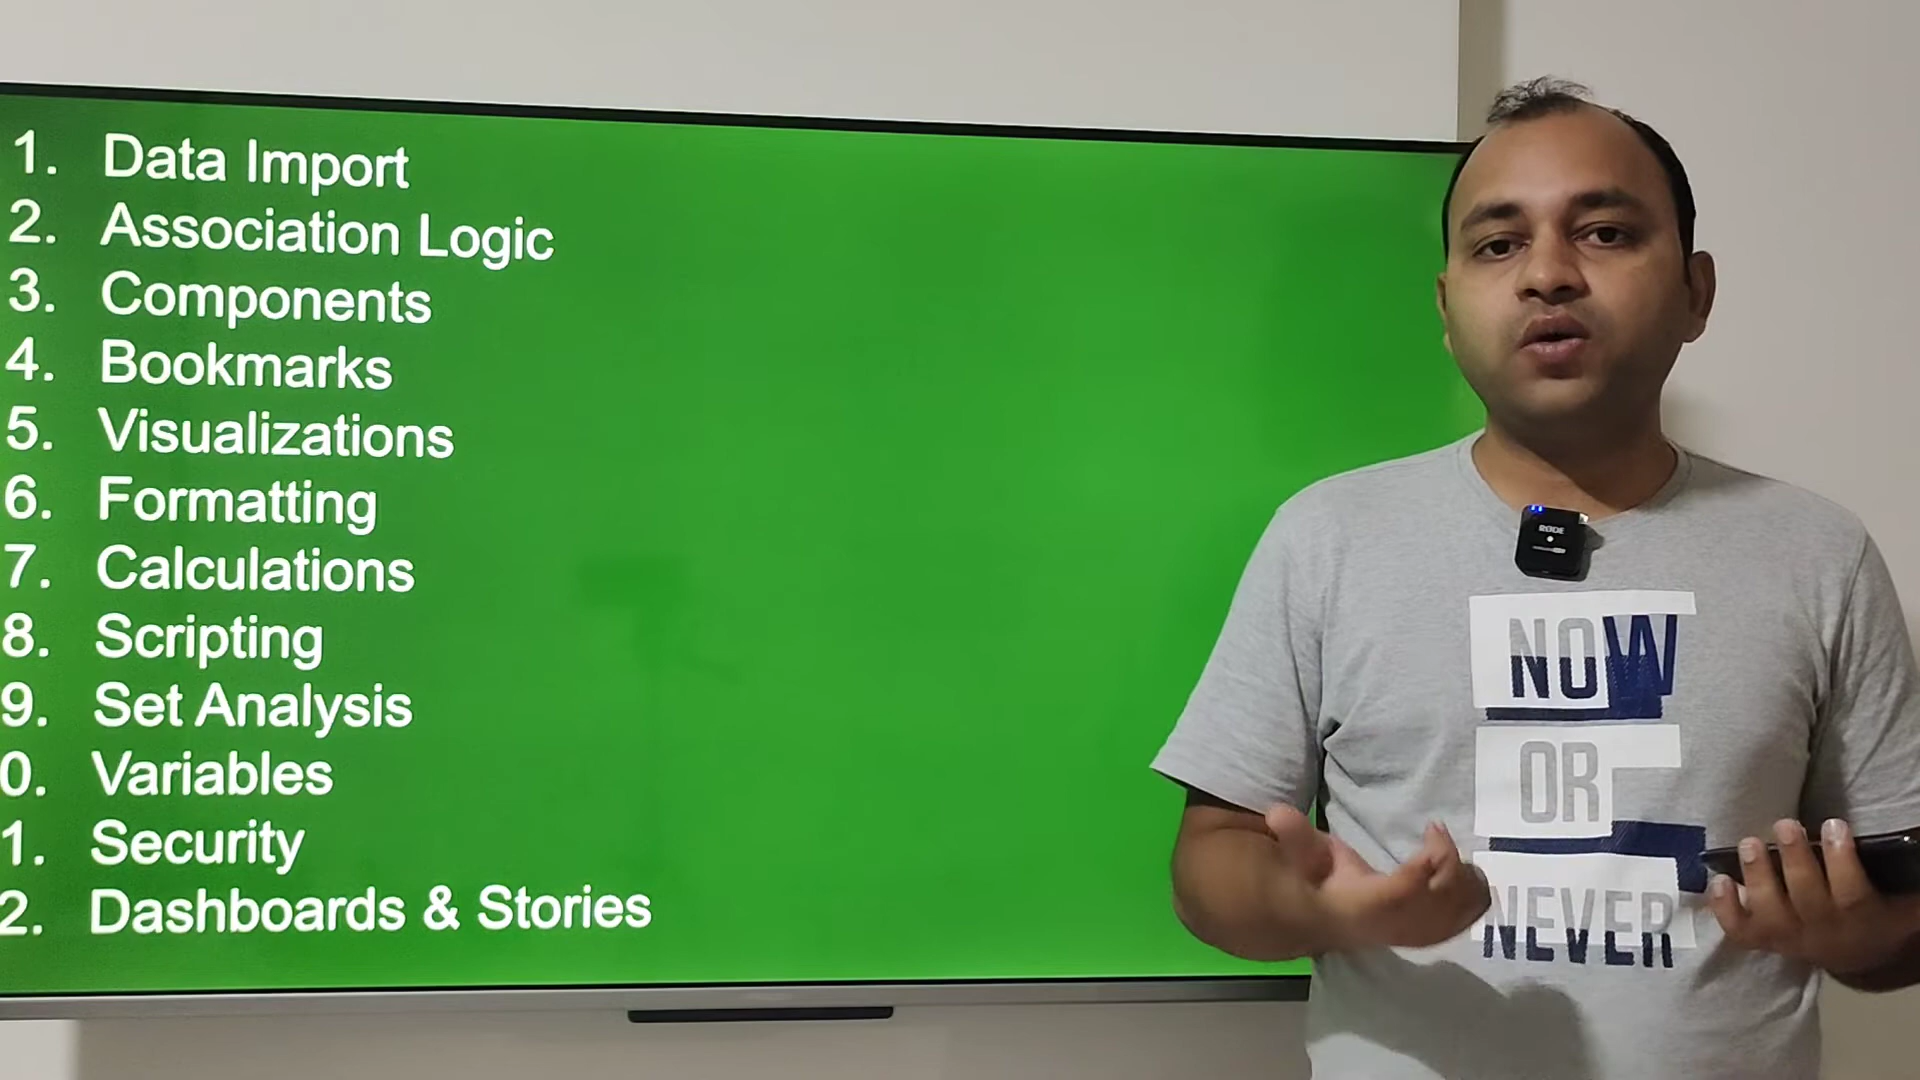 1. Data Import
2. Association Logic
3. Components
4. Bookmarks
5. Visualizations
6. Formatting
7. Calculations
8. Scripting
9. Set Analysis
0. Variables
1. Security
2. Dashboards & Stories
RØDE
NOW
OR
NEVER